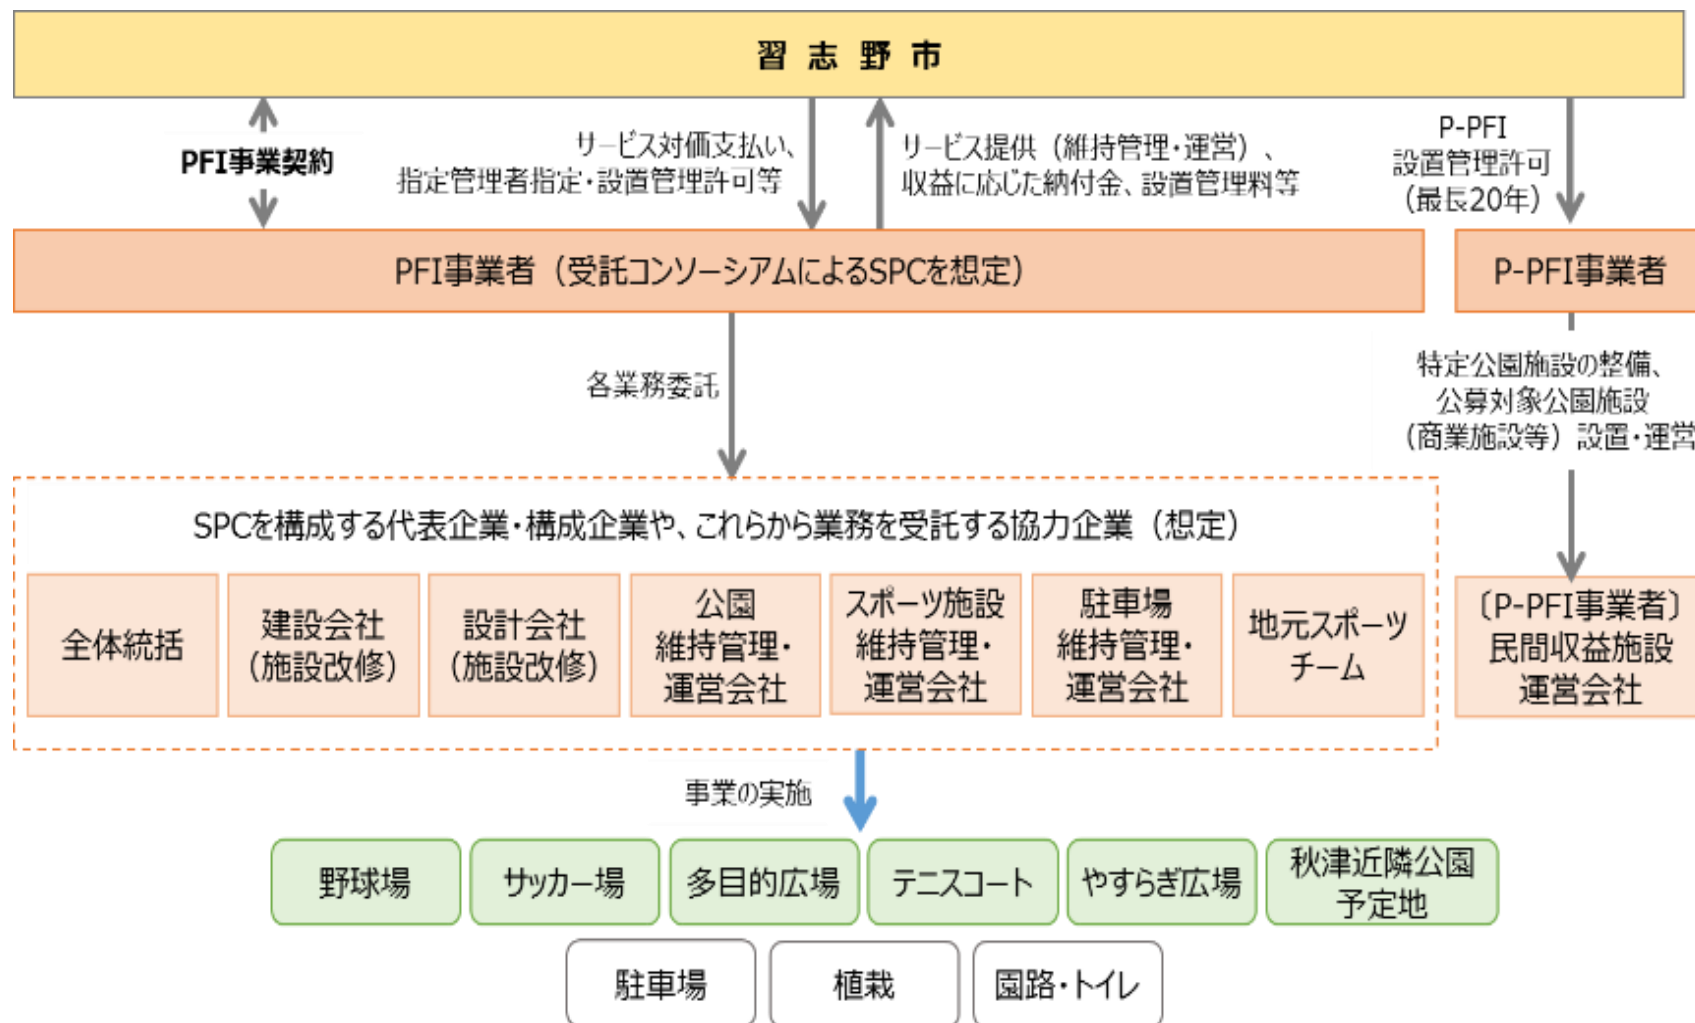 習志野市
PFI事業契約
サービス対価支払い、
指定管理者指定・設置管理許可等
サービス提供（維持管理・運営）、
収益に応じた納付金、設置管理料等
P-PFI
設置管理許可
（最長20年）
PFI事業者（受託コンソーシアムによるSPCを想定）
P-PFI事業者
各業務委託
特定公園施設の整備、
公募対象公園施設
（商業施設等）設置・運営
SPCを構成する代表企業・構成企業や、これらから業務を受託する協力企業（想定）
全体統括
建設会社
（施設改修）
設計会社
（施設改修）
公園
維持管理・
運営会社
スポーツ施設
維持管理・
運営会社
駐車場
維持管理・
運営会社
地元スポーツ
チーム
〔P-PFI事業者〕
民間収益施設
運営会社
事業の実施
野球場
サッカー場
多目的広場
テニスコート
やすらぎ広場
秋津近隣公園
予定地
駐車場
植栽
園路・トイレ